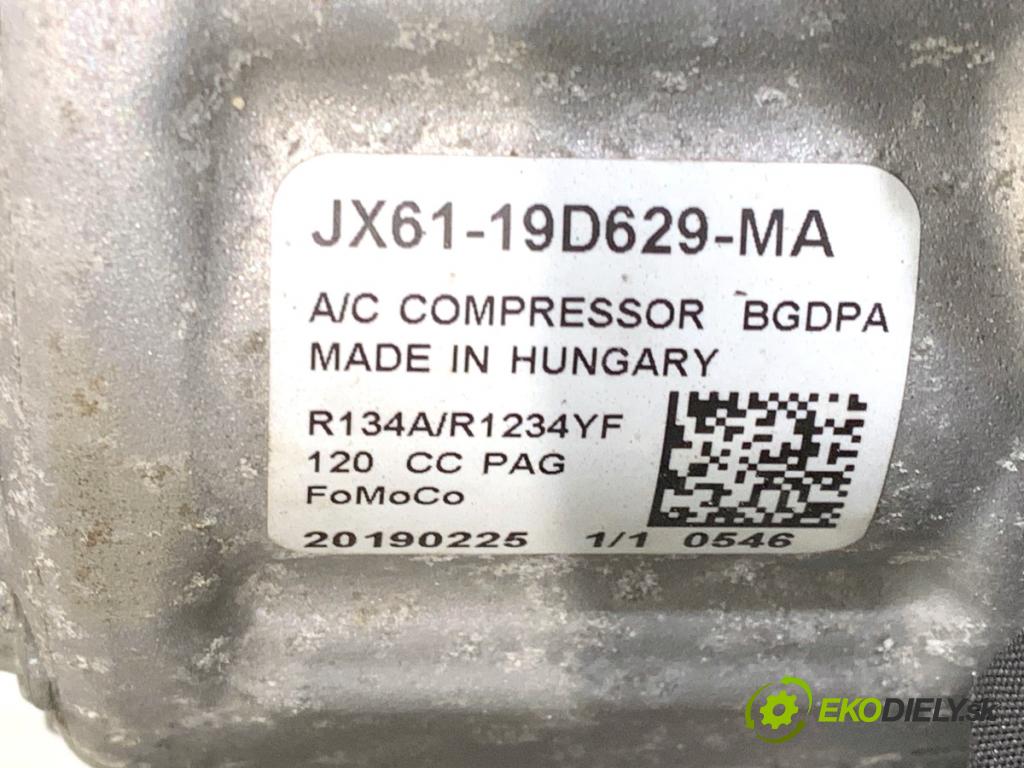 JX61-19D629-MA
A/C COMPRESSOR BGDPA
MADE IN HUNGARY
R134A/R1234YF
120 CC PAG
FoMoCo
20190225 1/1 0546
EKODIELY.SK